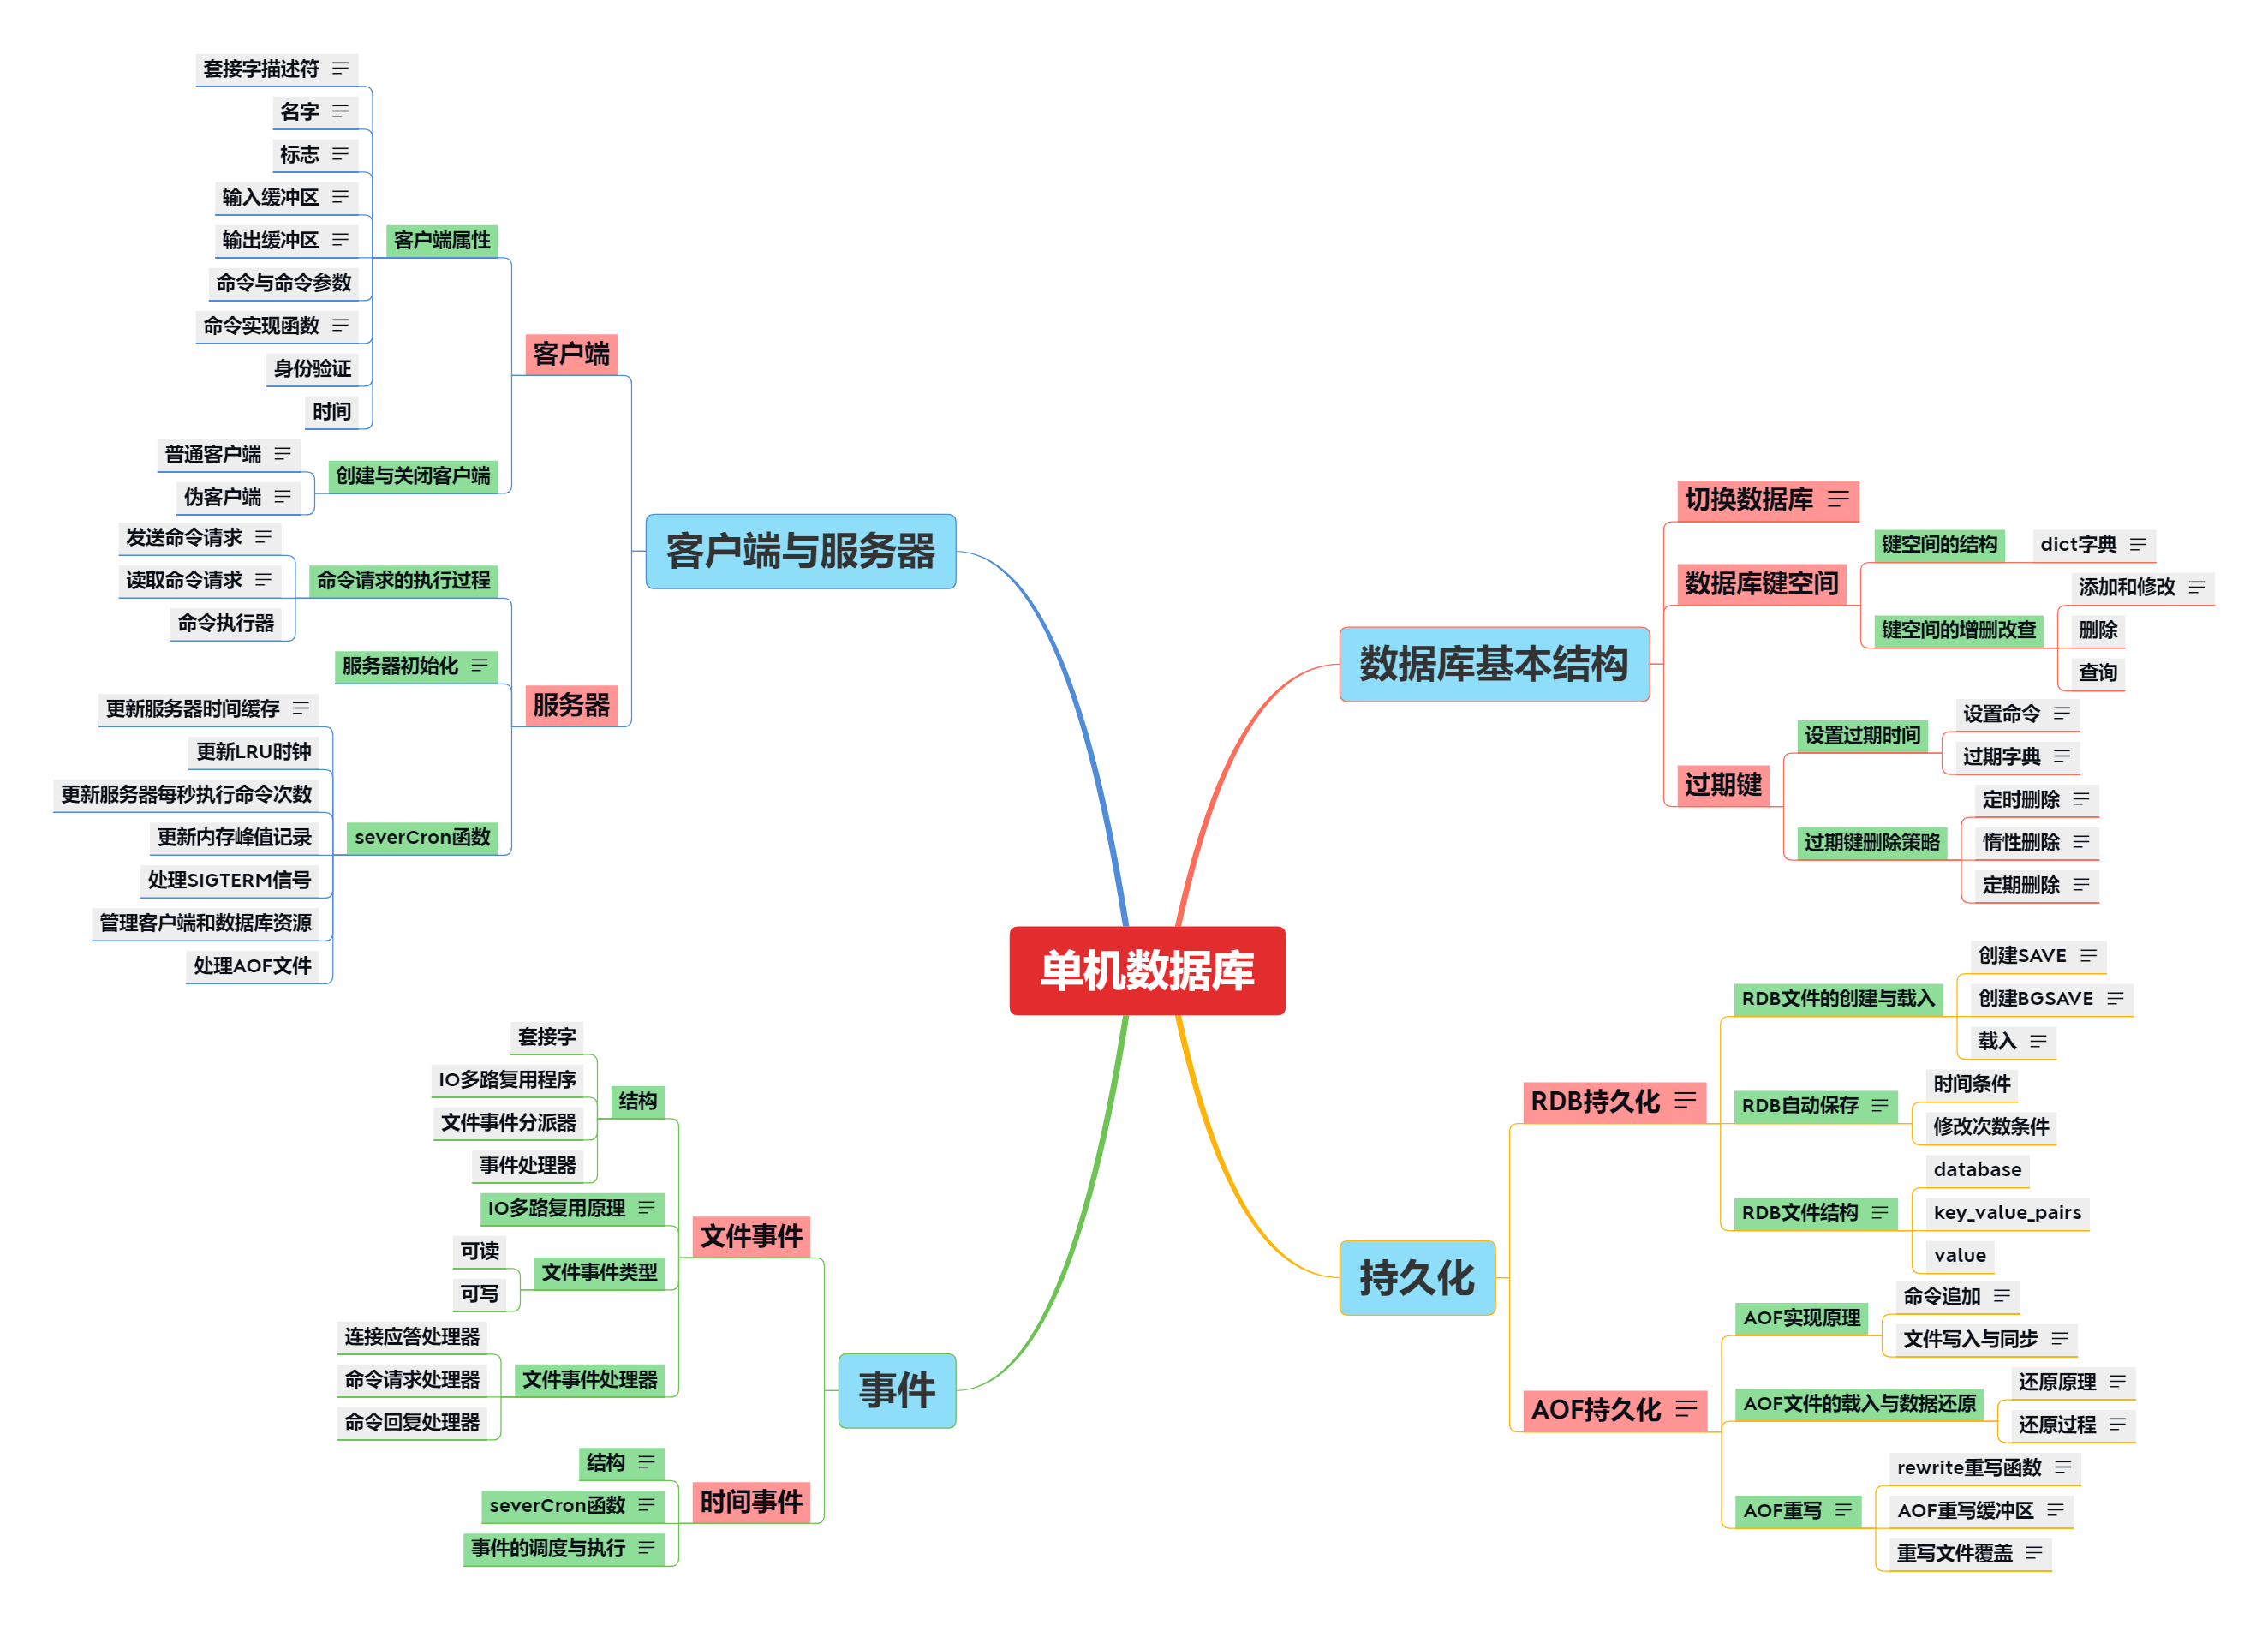 单机数据库
数据库基本结构
切换数据库
数据库键空间
键空间的结构
dict字典
键空间的增删改查
添加和修改
删除
查询
过期键
设置过期时间
设置命令
过期字典
过期键删除策略
定时删除
惰性删除
定期删除
持久化
RDB持久化
RDB文件的创建与载入
创建SAVE
创建BGSAVE
载入
RDB自动保存
时间条件
修改次数条件
RDB文件结构
database
key_value_pairs
value
AOF持久化
AOF实现原理
命令追加
文件写入与同步
AOF文件的载入与数据还原
还原原理
还原过程
AOF重写
rewrite重写函数
AOF重写缓冲区
重写文件覆盖
客户端与服务器
客户端
客户端属性
套接字描述符
名字
标志
输入缓冲区
输出缓冲区
命令与命令参数
命令实现函数
身份验证
时间
创建与关闭客户端
普通客户端
伪客户端
服务器
命令请求的执行过程
发送命令请求
读取命令请求
命令执行器
服务器初始化
severCron函数
更新服务器时间缓存
更新LRU时钟
更新服务器每秒执行命令次数
更新内存峰值记录
处理SIGTERM信号
管理客户端和数据库资源
处理AOF文件
事件
文件事件
结构
套接字
IO多路复用程序
文件事件分派器
事件处理器
IO多路复用原理
文件事件类型
可读
可写
文件事件处理器
连接应答处理器
命令请求处理器
命令回复处理器
时间事件
结构
severCron函数
事件的调度与执行